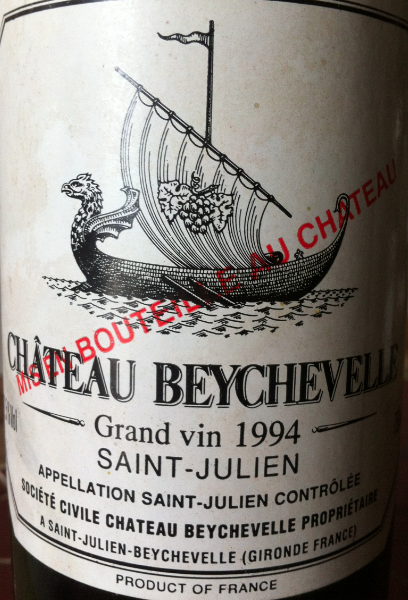 MIS EN BOUTEILLE AU CHATEAU
CHÂTEAU BEYCHEVELLE
Grand vin 1994
SAINT-JULIEN
APPELLATION SAINT-JULIEN CONTRÔLÉE
SOCIÉTÉ CIVILE CHATEAU BEYCHEVELLE PROPRIÉTAIRE
A SAINT-JULIEN-BEYCHEVELLE (GIRONDE FRANCE)
PRODUCT OF FRANCE